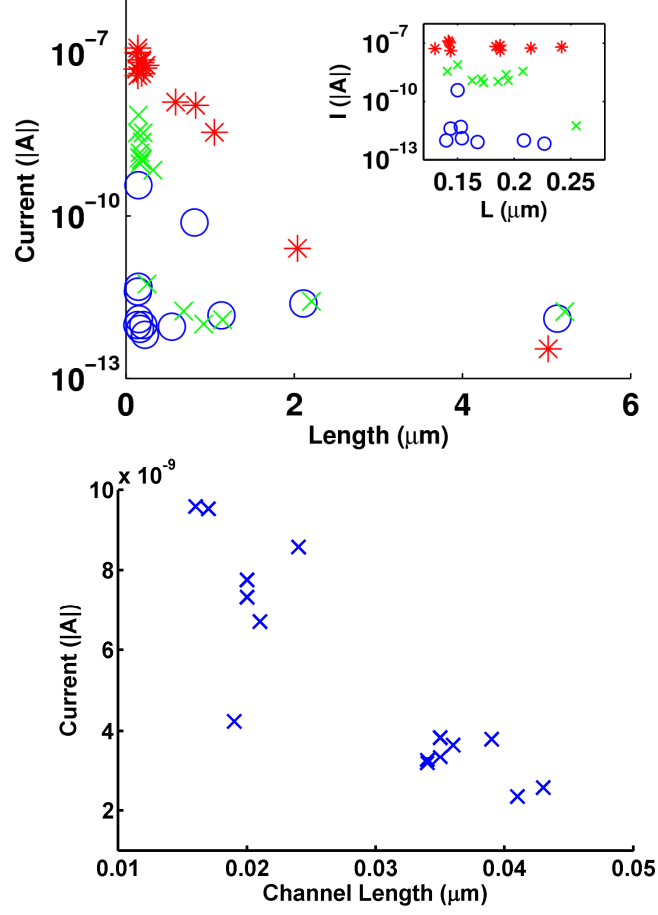 10⁻⁷
10⁻¹⁰
10⁻¹³
Current (|A|)
0 2 4 6
Length (μm)
10⁻⁷
10⁻¹⁰
10⁻¹³
I (|A|)
0.15 0.2 0.25
L (μm)
x 10⁻⁹
10
8
6
4
2
Current (|A|)
0.01 0.02 0.03 0.04 0.05
Channel Length (μm)